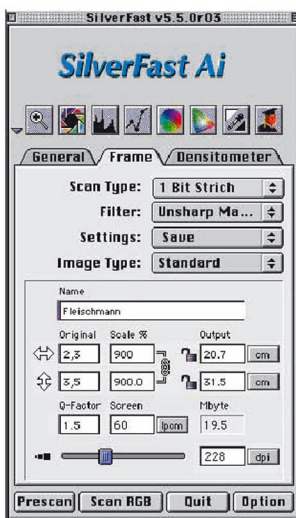 SilverFast v5.5.0r03
SilverFast Ai
General Frame Densitometer
Scan Type: 1 Bit Strich
Filter: Unsharp Ma...
Settings: Save
Image Type: Standard
Name
Fleischmann
Original Scale % Output
2,3 900 20.7 cm
3,5 900.0 31.5 cm
Q-Factor Screen Mbyte
1.5 60 lpcm 19.5
228 dpi
Prescan Scan RGB Quit Option